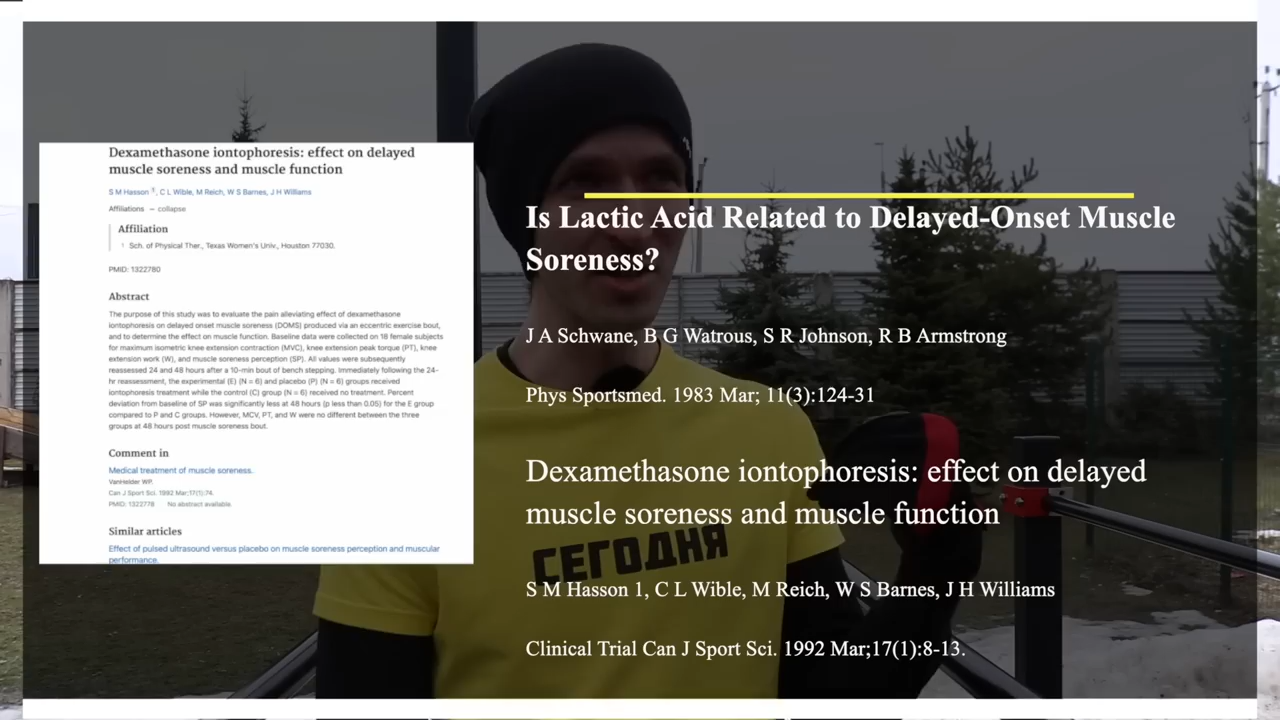 Dexamethasone iontophoresis: effect on delayed
muscle soreness and muscle function
S M Hasson 1, C L Wible, M Reich, W S Barnes, J H Williams
Affiliations – collapse
Affiliation
1 Sch. of Physical Ther., Texas Women's Univ., Houston 77030.
PMID: 1322780
Abstract
The purpose of this study was to evaluate the pain alleviating effect of dexamethasone
iontophoresis on delayed onset muscle soreness (DOMS) produced via an eccentric exercise bout,
and to determine the effect on muscle function. Baseline data were collected on 18 female subjects
for maximum isometric knee extension contraction (MVC), knee extension peak torque (PT), knee
extension work (W), and muscle soreness perception (SP). All values were subsequently
reassessed 24 and 48 hours after a 10-min bout of bench stepping. Immediately following the 24-
hr reassessment, the experimental (E) (N = 6) and placebo (P) (N = 6) groups received
iontophoresis treatment while the control (C) group (N = 6) received no treatment. Percent
deviation from baseline of SP was significantly less at 48 hours (p less than 0.05) for the E group
compared to P and C groups. However, MCV, PT, and W were no different between the three
groups at 48 hours post muscle soreness bout.
Comment in
Medical treatment of muscle soreness.
VanHelder WP.
Can J Sport Sci. 1992 Mar;17(1):74.
PMID: 1322778 No abstract available.
Similar articles
Effect of pulsed ultrasound versus placebo on muscle soreness perception and muscular
performance.
Is Lactic Acid Related to Delayed-Onset Muscle
Soreness?
J A Schwane, B G Watrous, S R Johnson, R B Armstrong
Phys Sportsmed. 1983 Mar; 11(3):124-31
Dexamethasone iontophoresis: effect on delayed
muscle soreness and muscle function
СЕГОДНЯ
S M Hasson 1, C L Wible, M Reich, W S Barnes, J H Williams
Clinical Trial Can J Sport Sci. 1992 Mar;17(1):8-13.